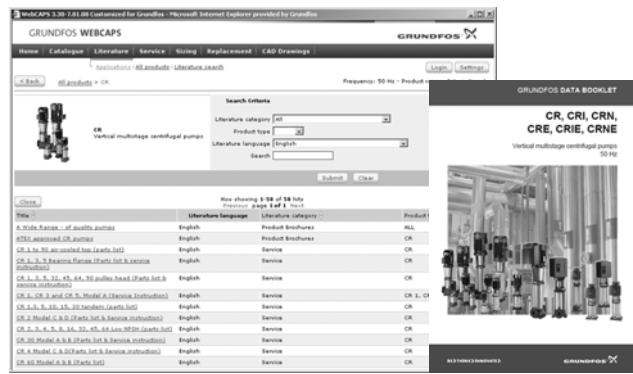 WebCAPS 3.30-7.01.00 Customized for Grundfos - Microsoft Internet Explorer provided by Grundfos
GRUNDFOS WEBCAPS
GRUNDFOS
Home Catalogue Literature Service Sizing Replacement CAD Drawings
Applications - All products - Literature search
Login Settings
< Back
All products > CR
Frequency: 50 Hz - Product
CR
Vertical multistage centrifugal pumps
Search Criteria
Literature category All
Product type
Literature language English
Search
Submit Clear
Close
Now showing 1-58 of 58 hits
Previous page 1 of 1 Next
Title Literature language Literature category Product
A Wide Range - of quality pumps English Product Brochures ALL
ATEX approved CR pumps English Product Brochures CR
CR 1 to 90 air-cooled top (parts list) English Service CR
CR 1, 3, 5 Bearing flange (Parts list & service instruction) English Service CR
CR 1, 3, 5, 32, 45, 64, 90 pulley head (Parts list & service instruction) English Service CR
CR 1, CR 3 and CR 5, Model A (Service Instruction) English Service CR 1, CR
CR 1,3, 5, 10, 15, 20 tandem (parts list) English Service CR
CR 2 Model C & D (Parts list & Service instruction) English Service CR
CR 2, 3, 4, 5, 8, 16, 32, 45, 64 Low NPSH (parts list) English Service CR
CR 30 Model A & B (Parts list & Service instruction) English Service CR
CR 4 Model C & D(Parts list & Service instruction) English Service CR
CR 60 Model A & B (Parts list) English Service CR
GRUNDFOS DATA BOOKLET
CR, CRI, CRN,
CRE, CRIE, CRNE
Vertical multistage centrifugal pumps
50 Hz
BE > THINK > INNOVATE >
GRUNDFOS